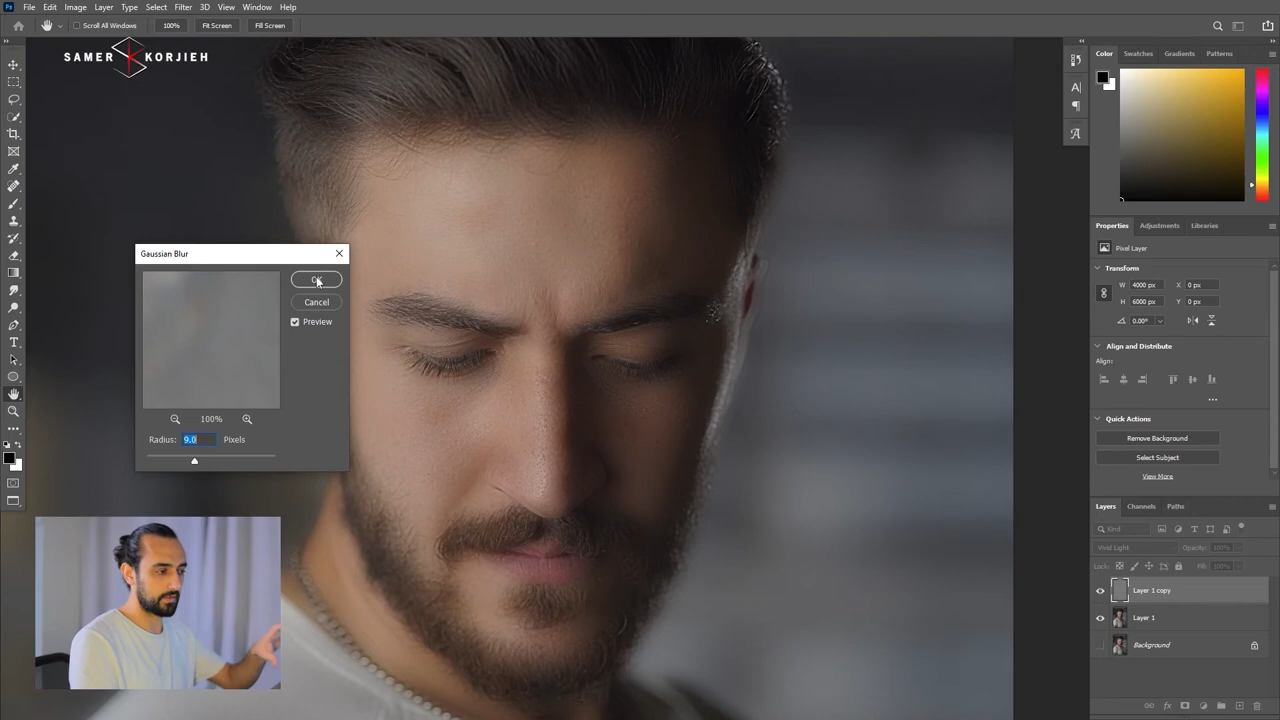 Ps File Edit Image Layer Type Select Filter 3D View Window Help
Scroll All Windows 100% Fit Screen Fill Screen
SAMER KORJIEH
Color Swatches Gradients Patterns
Properties Adjustments Libraries
Pixel Layer
Transform
W 4000 px X 0 px
H 6000 px Y 0 px
0.00°
Align and Distribute
Align:
Quick Actions
Remove Background
Select Subject
View More
Gaussian Blur
OK
Cancel
Preview
100%
Radius: 9.0 Pixels
Layers Channels Paths
Kind
Vivid Light Opacity: 100%
Lock: Fill: 100%
Layer 1 copy
Layer 1
Background
fx